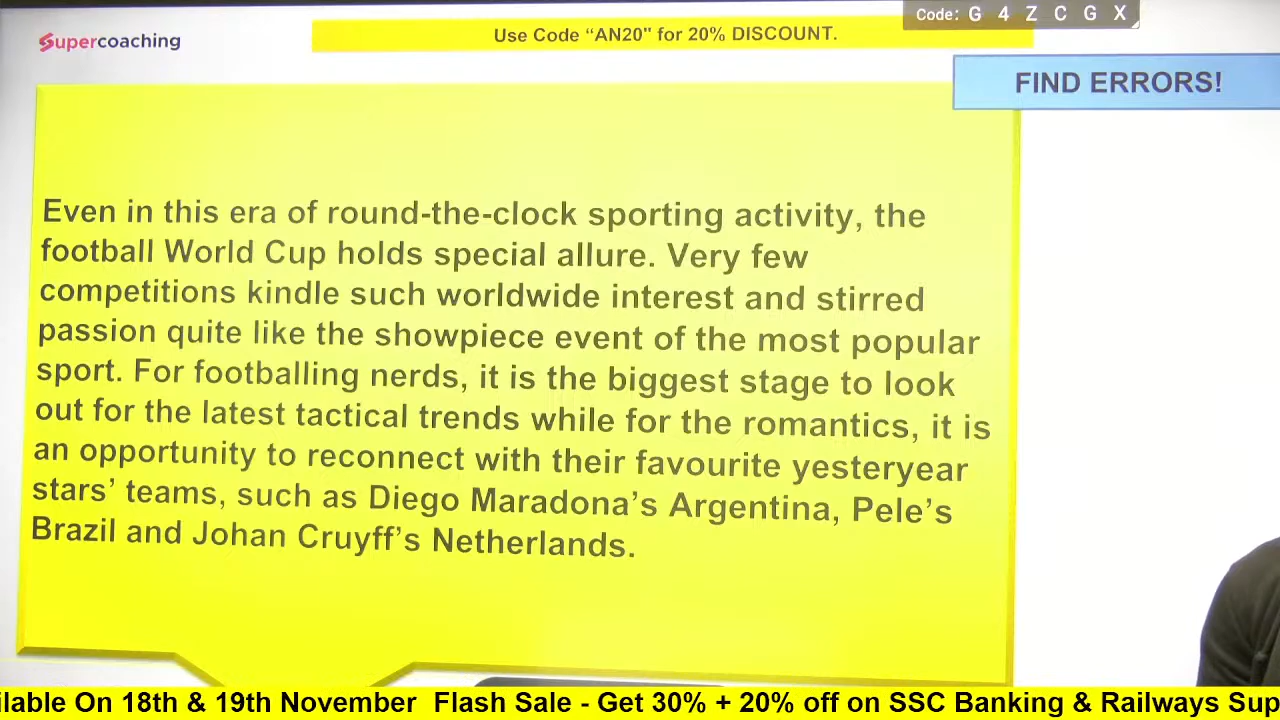 Code: G 4 Z C G X
Supercoaching
Use Code “AN20" for 20% DISCOUNT.
FIND ERRORS!
Even in this era of round-the-clock sporting activity, the
football World Cup holds special allure. Very few
competitions kindle such worldwide interest and stirred
passion quite like the showpiece event of the most popular
sport. For footballing nerds, it is the biggest stage to look
out for the latest tactical trends while for the romantics, it is
an opportunity to reconnect with their favourite yesteryear
stars’ teams, such as Diego Maradona’s Argentina, Pele’s
Brazil and Johan Cruyff’s Netherlands.
ilable On 18th & 19th November Flash Sale - Get 30% + 20% off on SSC Banking & Railways Sup